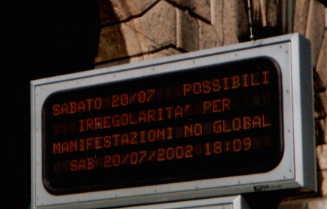 SABATO 20/07 POSSIBILI
IRREGOLARITA' PER
MANIFESTAZIONI NO GLOBAL
SAB 20/07/2002 18:09